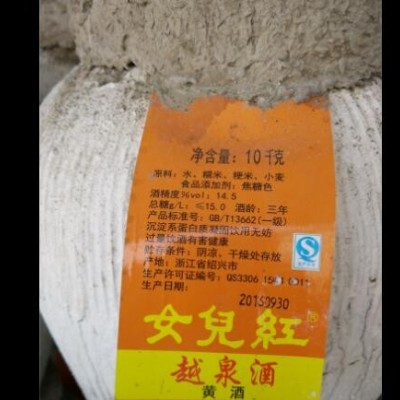 净含量：10千克
原料：水、糯米、粳米、小麦
食品添加剂：焦糖色
酒精度%vol：14.5
总糖g/L：≤15.0 酒龄：三年
产品标准号：GB/T13662(一级)
沉淀系蛋白质凝固饮用无妨
过量饮酒有害健康
贮存条件：阴凉、干燥处存放
产地：浙江省绍兴市
生产许可证编号：QS3306
生产日期：
20150930
女兒紅®
越泉酒
黄酒